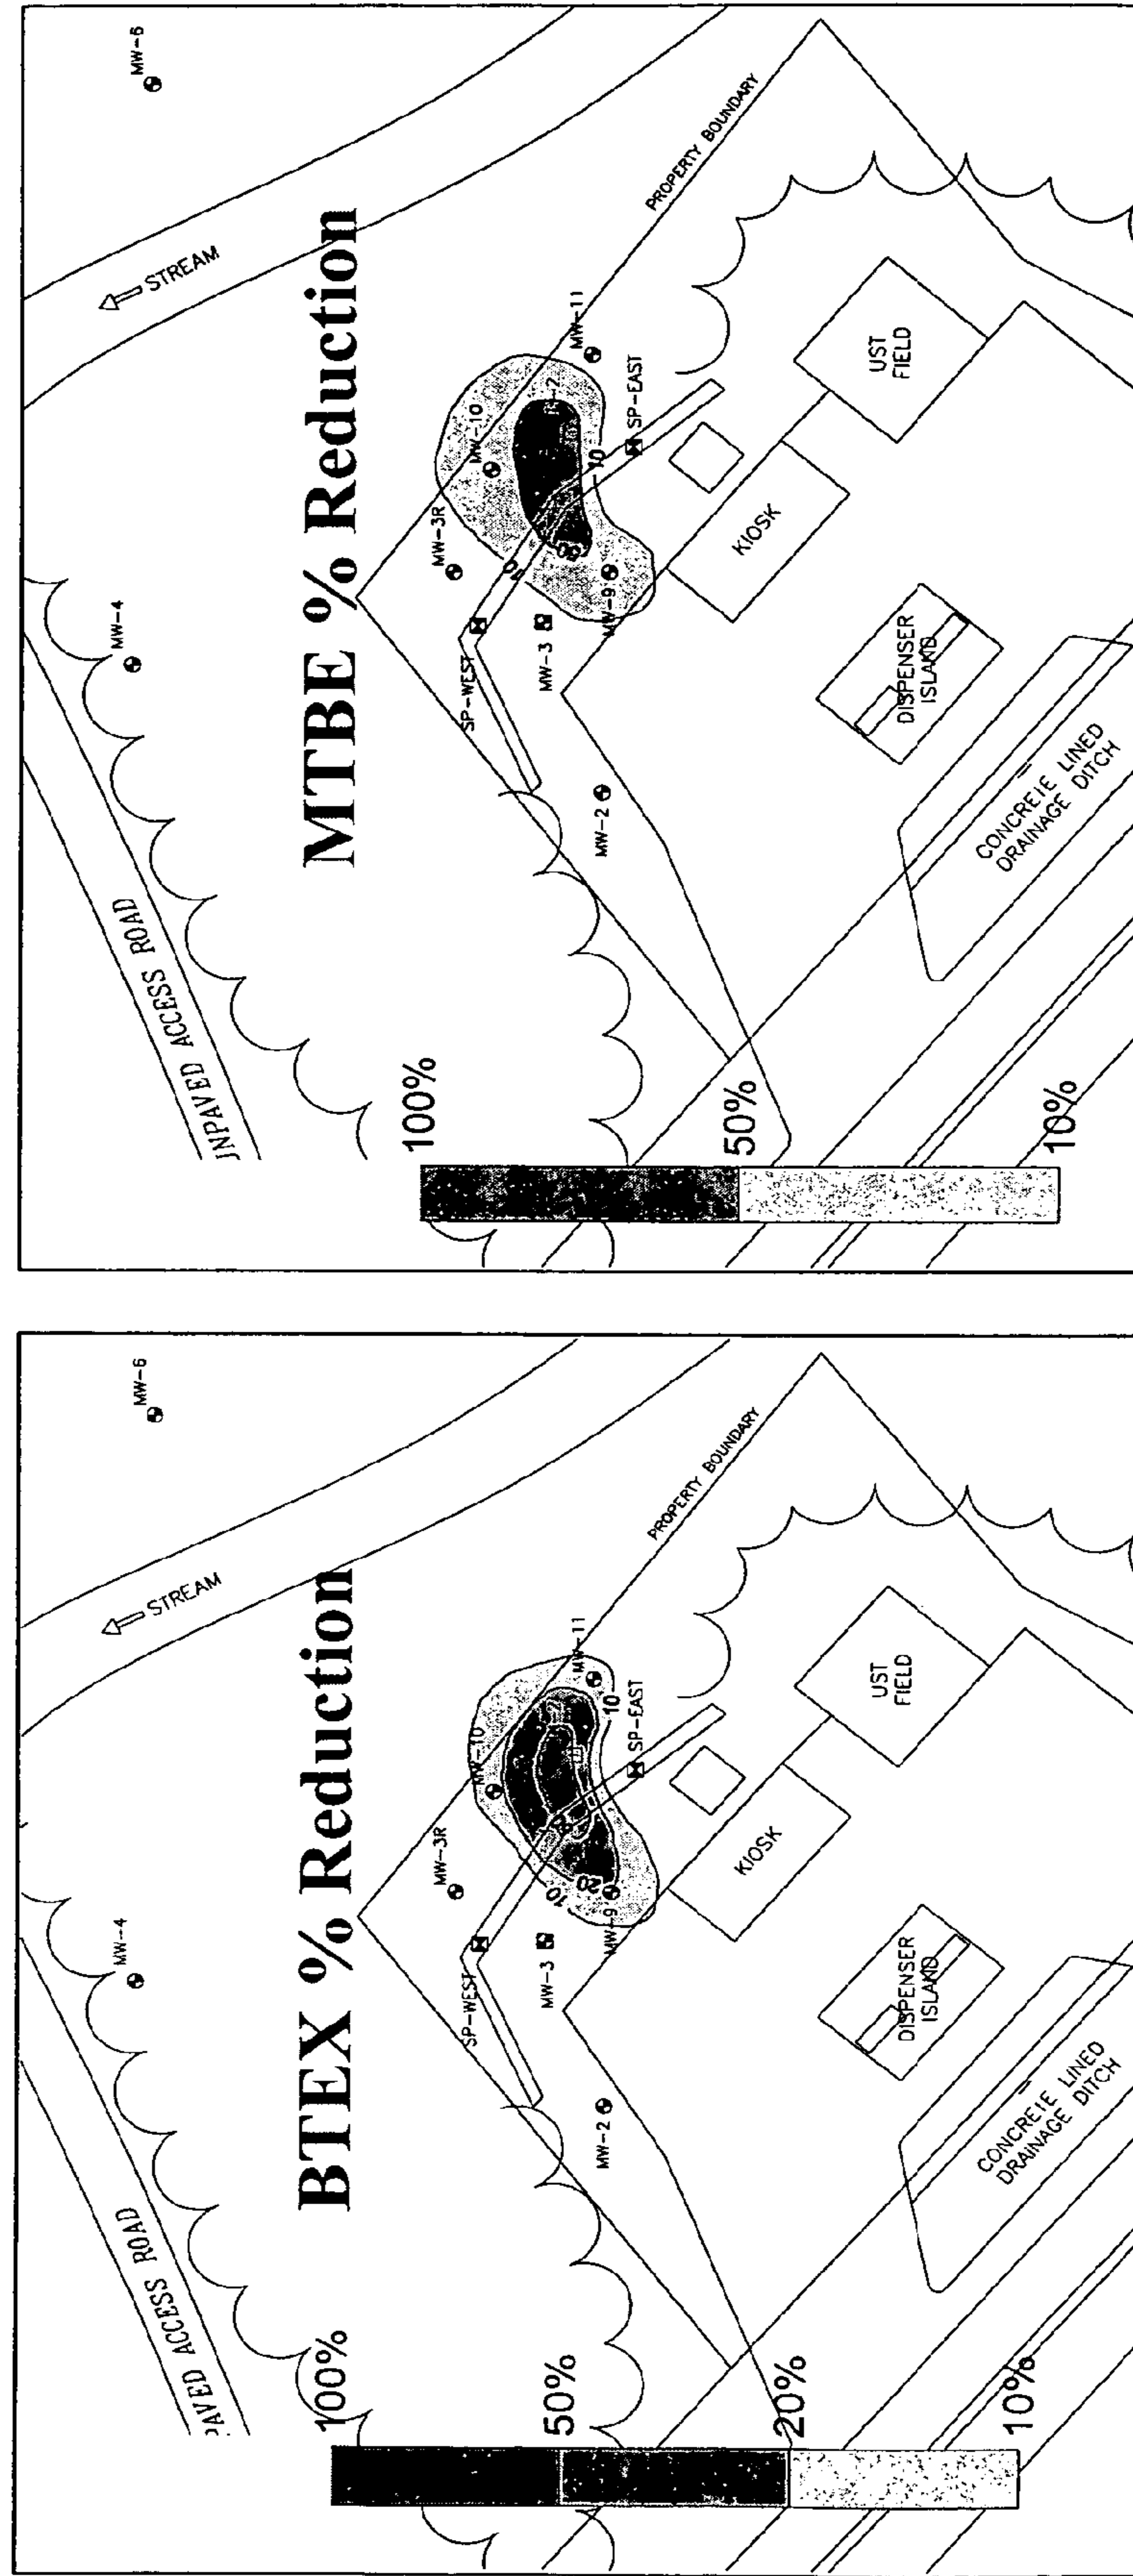 MTBE % Reduction
MW-6
STREAM
PROPERTY BOUNDARY
MW-4
MW-11
MW-10
MW-3R
SP-EAST
UST
FIELD
10
10
KIOSK
MW-9
MW-3
SP-WEST
MW-2
DISPENSER
ISLAND
CONCRETE LINED
DRAINAGE DITCH
UNPAVED ACCESS ROAD
100%
50%
10%
BTEX % Reduction
MW-6
STREAM
PROPERTY BOUNDARY
MW-4
MW-11
MW-10
MW-3R
SP-EAST
UST
FIELD
10
10
20
KIOSK
MW-9
MW-3
SP-WEST
MW-2
DISPENSER
ISLAND
CONCRETE LINED
DRAINAGE DITCH
PAVED ACCESS ROAD
100%
50%
20%
10%